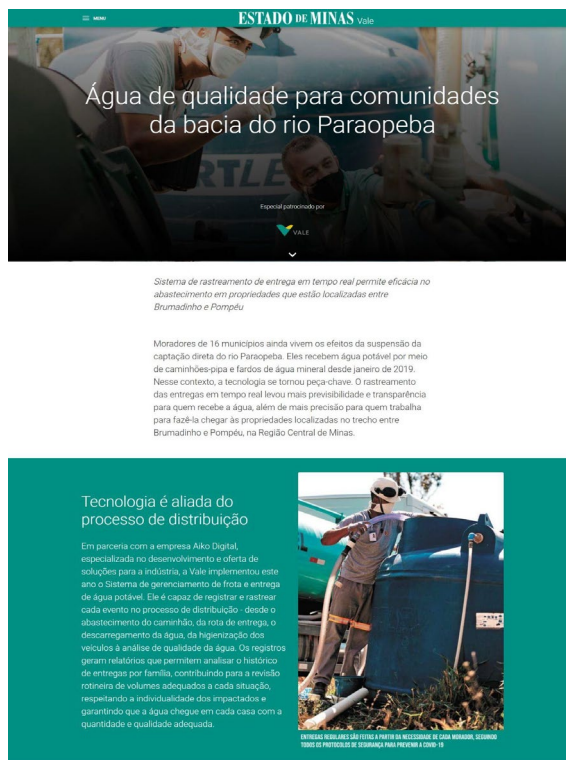 MENU
ESTADO DE MINAS Vale
Água de qualidade para comunidades
da bacia do rio Paraopeba
RTLE
Especial patrocinado por
VALE
Sistema de rastreamento de entrega em tempo real permite eficácia no
abastecimento em propriedades que estão localizadas entre
Brumadinho e Pompéu
Moradores de 16 municípios ainda vivem os efeitos da suspensão da
captação direta do rio Paraopeba. Eles recebem água potável por meio
de caminhões-pipa e fardos de água mineral desde janeiro de 2019.
Nesse contexto, a tecnologia se tornou peça-chave. O rastreamento
das entregas em tempo real levou mais previsibilidade e transparência
para quem recebe a água, além de mais precisão para quem trabalha
para fazê-la chegar às propriedades localizadas no trecho entre
Brumadinho e Pompéu, na Região Central de Minas.
Tecnologia é aliada do
processo de distribuição
Em parceria com a empresa Aiko Digital,
especializada no desenvolvimento e oferta de
soluções para a indústria, a Vale implementou este
ano o Sistema de gerenciamento de frota e entrega
de água potável. Ele é capaz de registrar e rastrear
cada evento no processo de distribuição - desde o
abastecimento do caminhão, da rota de entrega, o
descarregamento da água, da higienização dos
veículos à análise de qualidade da água. Os registros
geram relatórios que permitem analisar o histórico
de entregas por família, contribuindo para a revisão
rotineira de volumes adequados a cada situação,
respeitando a individualidade dos impactados e
garantindo que a água chegue em cada casa com a
quantidade e qualidade adequada.
ENTREGAS REGULARES SÃO FEITAS A PARTIR DA NECESSIDADE DE CADA MORADOR, SEGUINDO
TODOS OS PROTOCOLOS DE SEGURANÇA PARA PREVENIR A COVID-19